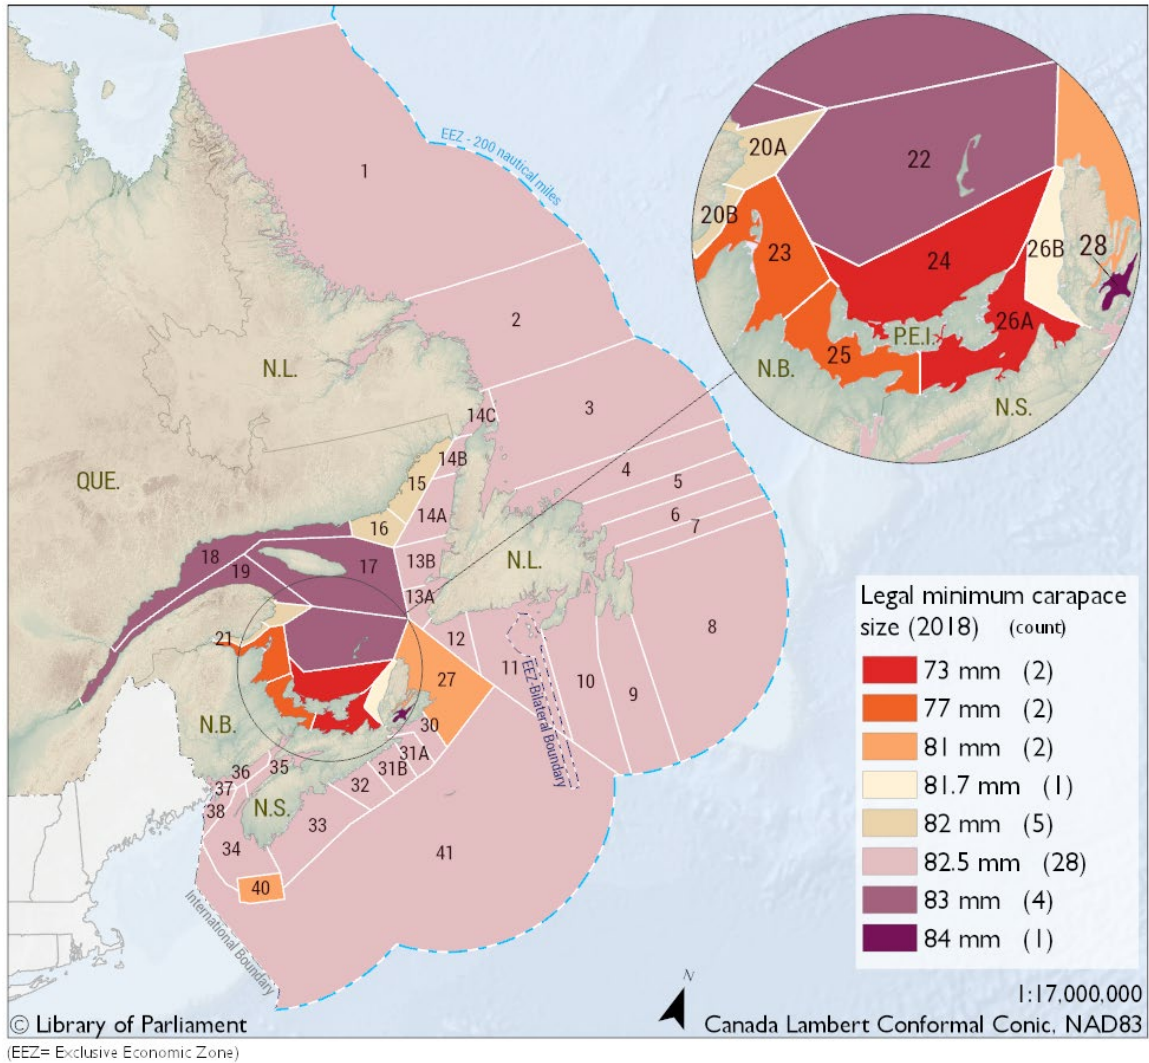 EEZ - 200 nautical miles
1
2
3
4
5
6
7
8
9
10
11
12
13A
13B
14A
14B
14C
15
16
17
18
19
21
27
30
31A
31B
32
33
34
35
36
37
38
40
41
N.L.
QUE.
N.L.
N.B.
N.S.
EEZ-Bilateral Boundary
International Boundary
20A
20B
22
23
24
25
26A
26B
28
P.E.I.
N.B.
N.S.
Legal minimum carapace
size (2018) (count)
73 mm (2)
77 mm (2)
81 mm (2)
81.7 mm (1)
82 mm (5)
82.5 mm (28)
83 mm (4)
84 mm (1)
N
1:17,000,000
© Library of Parliament
Canada Lambert Conformal Conic, NAD83
(EEZ= Exclusive Economic Zone)